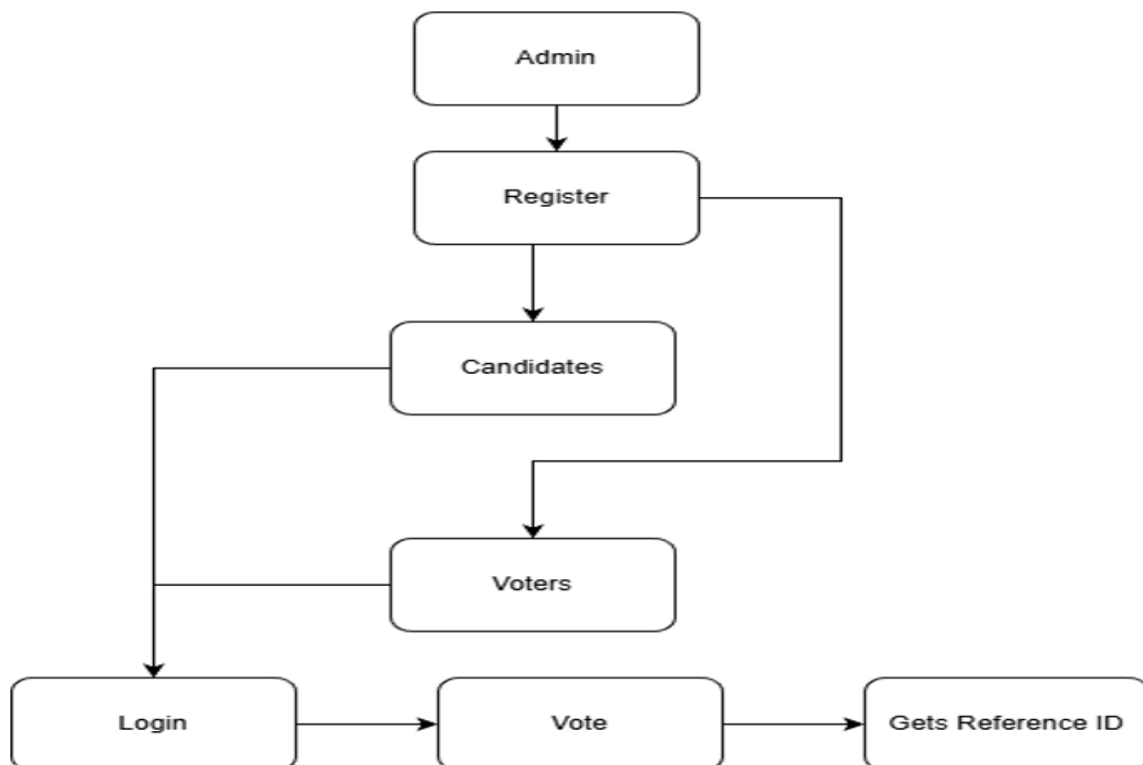 Admin
Register
Candidates
Voters
Login
Vote
Gets Reference ID